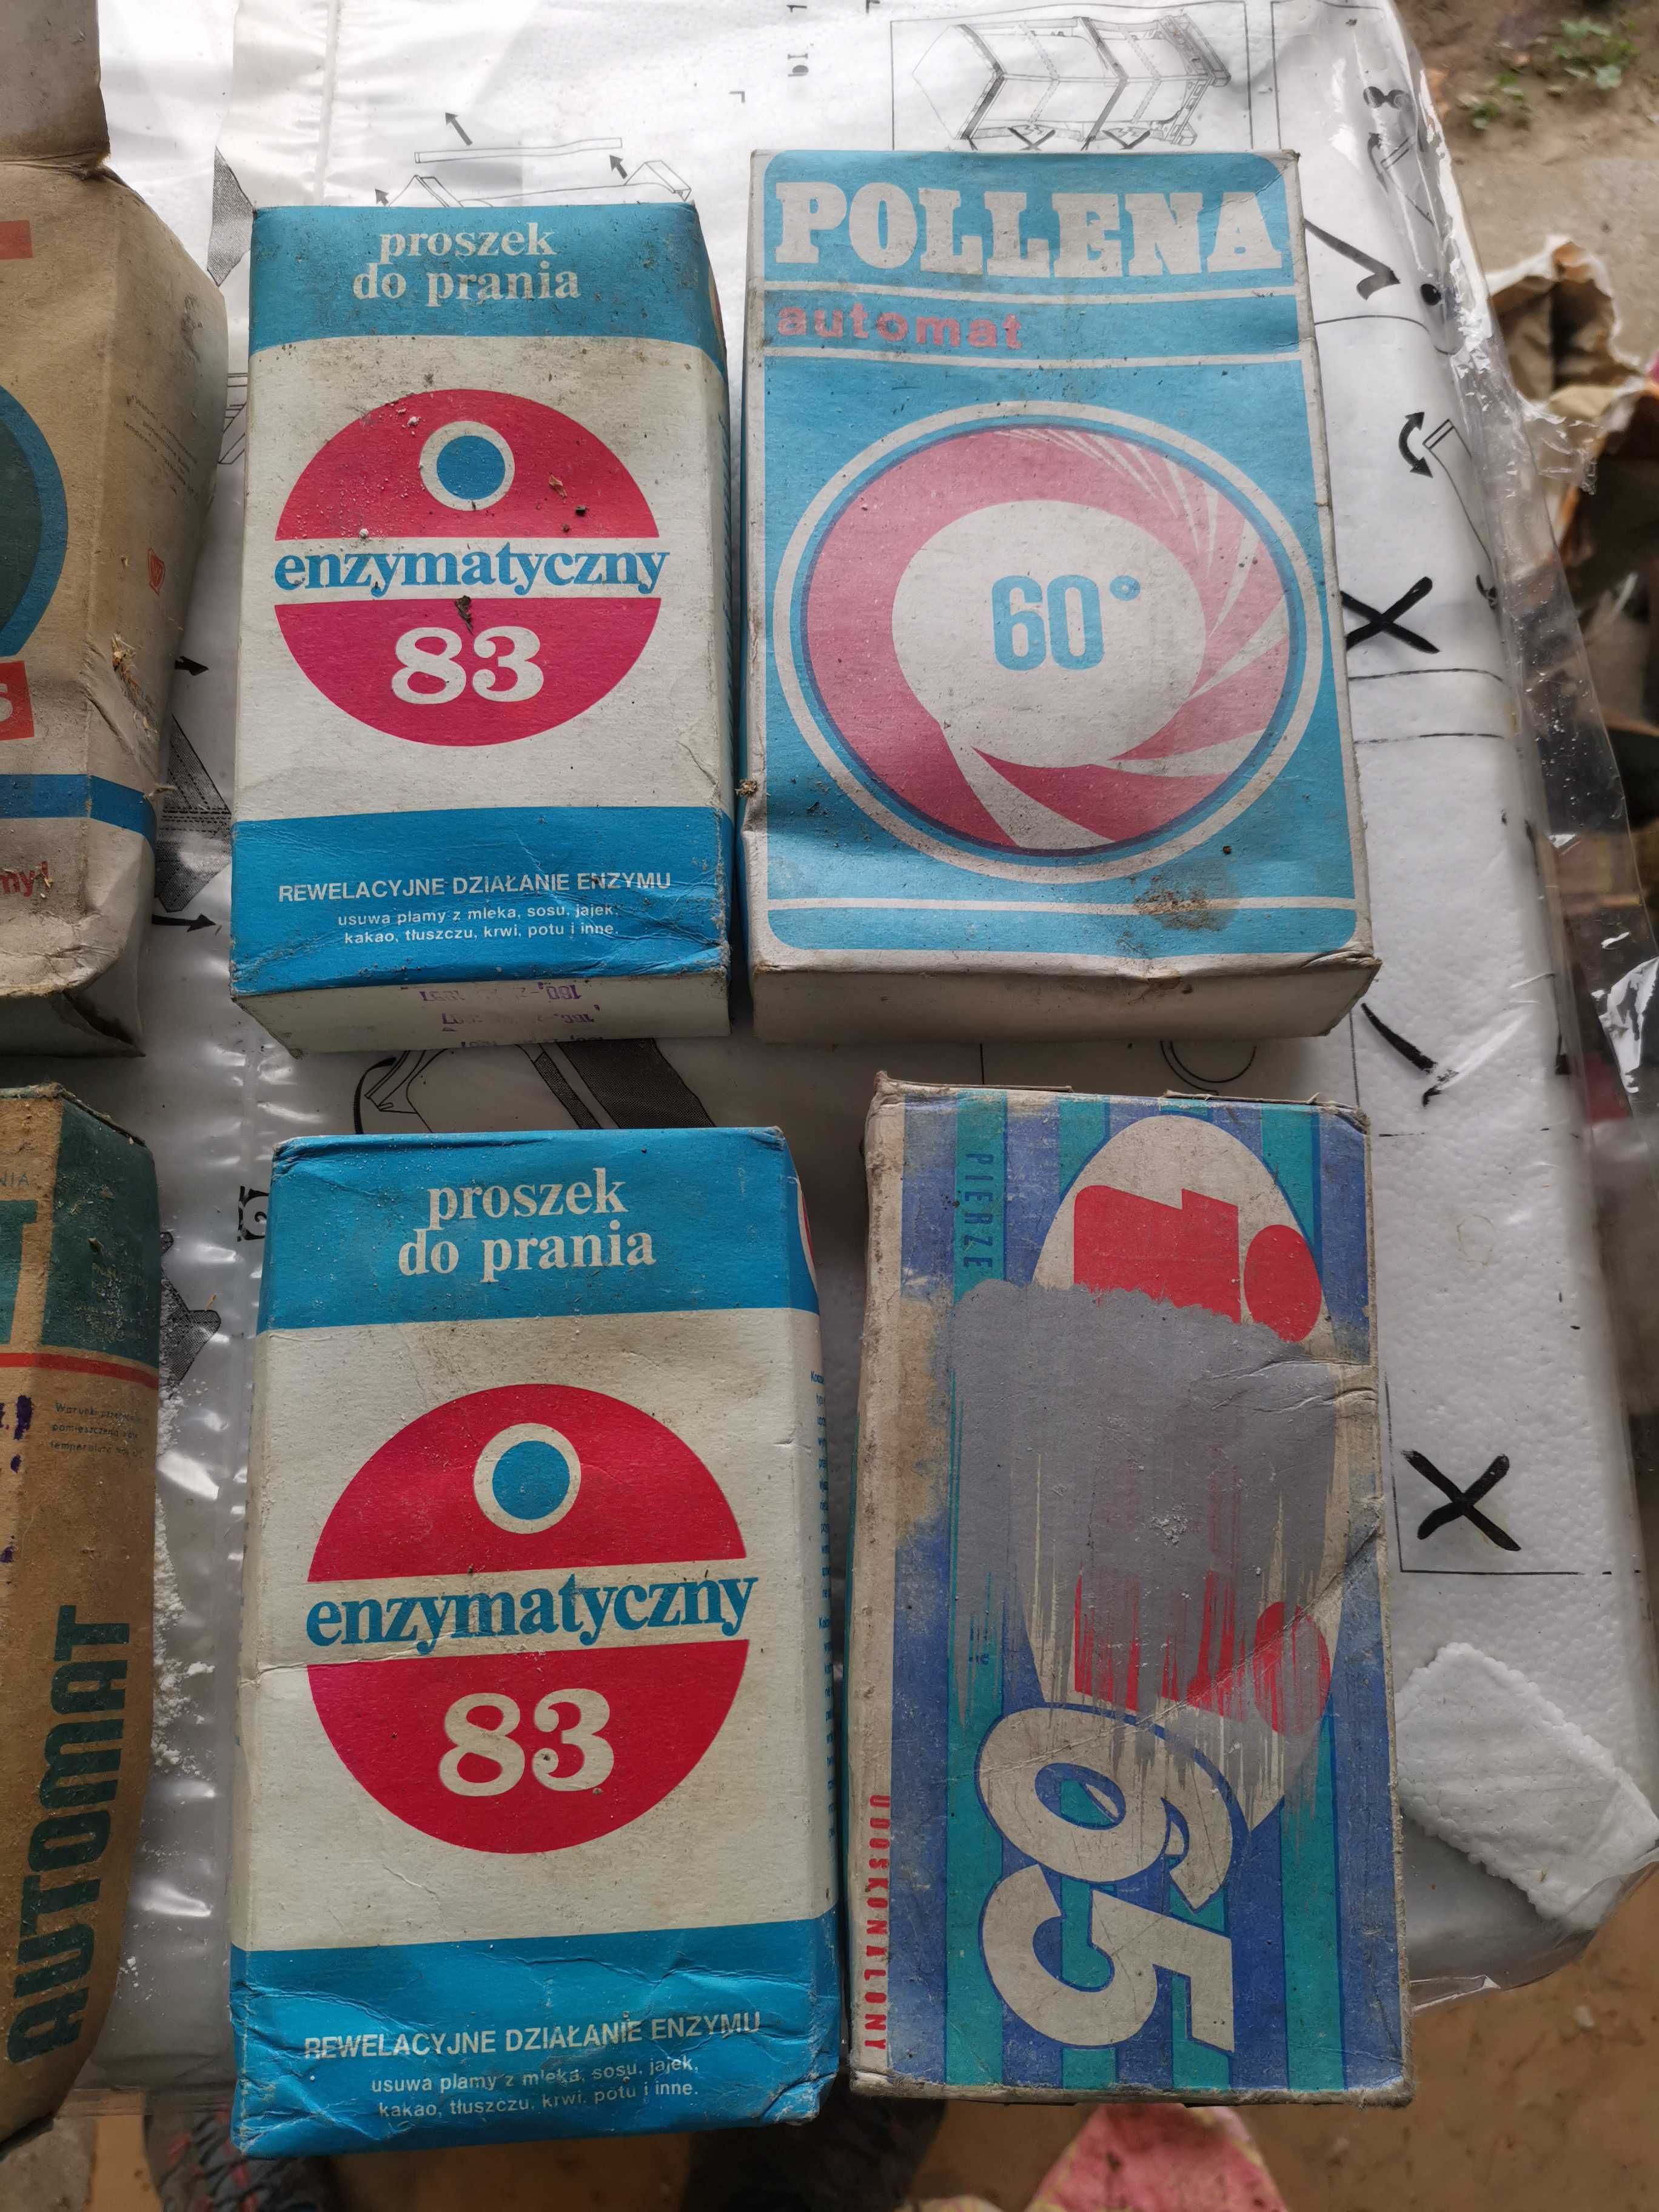 proszek
do prania
enzymatyczny
83
REWELACYJNE DZIAŁANIE ENZYMU
usuwa plamy z mleka, sosu, jajek,
kakao, tłuszczu, krwi, potu i inne.
POLLENA
automat
60°
proszek
do prania
enzymatyczny
83
REWELACYJNE DZIAŁANIE ENZYMU
usuwa plamy z mleka, sosu, jajek,
kakao, tłuszczu, krwi, potu i inne.
PIERZE
i
65
UDOSKONALONY
AUTOMAT